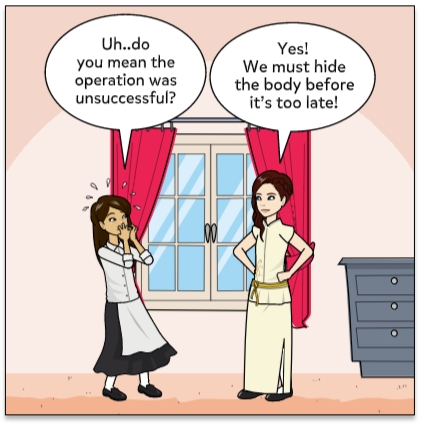 Uh..do
you mean the
operation was
unsuccessful?
Yes!
We must hide
the body before
it's too late!